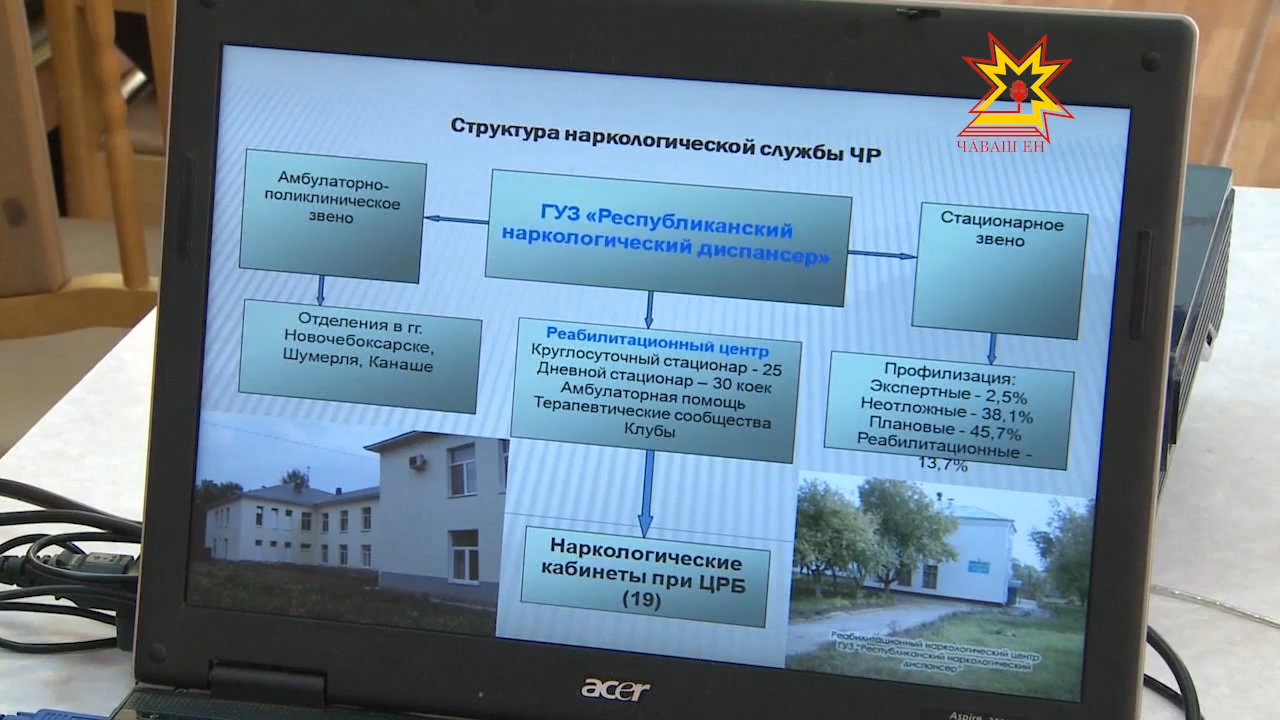 ЧАВАШ ЕН
Структура наркологической службы ЧР
Амбулаторно-
поликлиническое
звено
ГУЗ «Республиканский
наркологический диспансер»
Стационарное
звено
Отделения в гг.
Новочебоксарске,
Шумерля, Канаше
Реабилитационный центр
Круглосуточный стационар - 25
Дневной стационар – 30 коек
Амбулаторная помощь
Терапевтические сообщества
Клубы
Профилизация:
Экспертные - 2,5%
Неотложные - 38,1%
Плановые - 45,7%
Реабилитационные -
13,7%
Наркологические
кабинеты при ЦРБ
(19)
Реабилитационный наркологический центр
ГУЗ "Республиканский наркологический
диспансер"
acer
Aspire